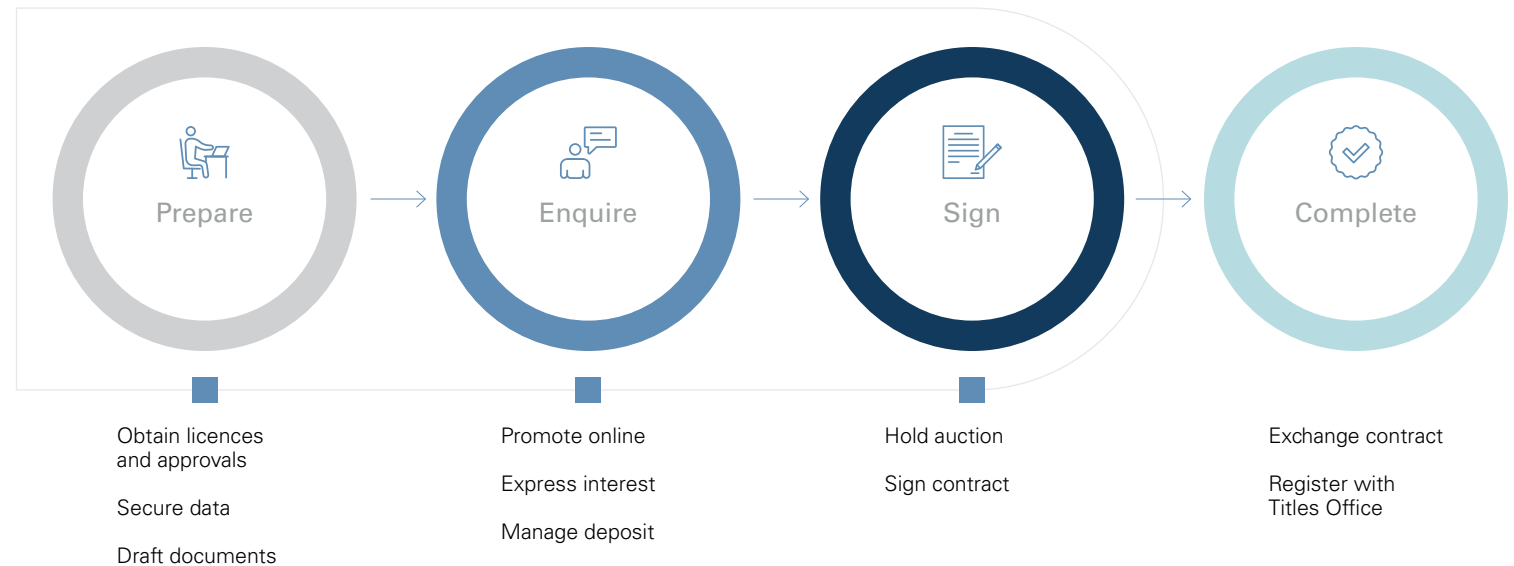 Prepare
Enquire
Sign
Complete
Obtain licences
and approvals
Secure data
Draft documents
Promote online
Express interest
Manage deposit
Hold auction
Sign contract
Exchange contract
Register with
Titles Office